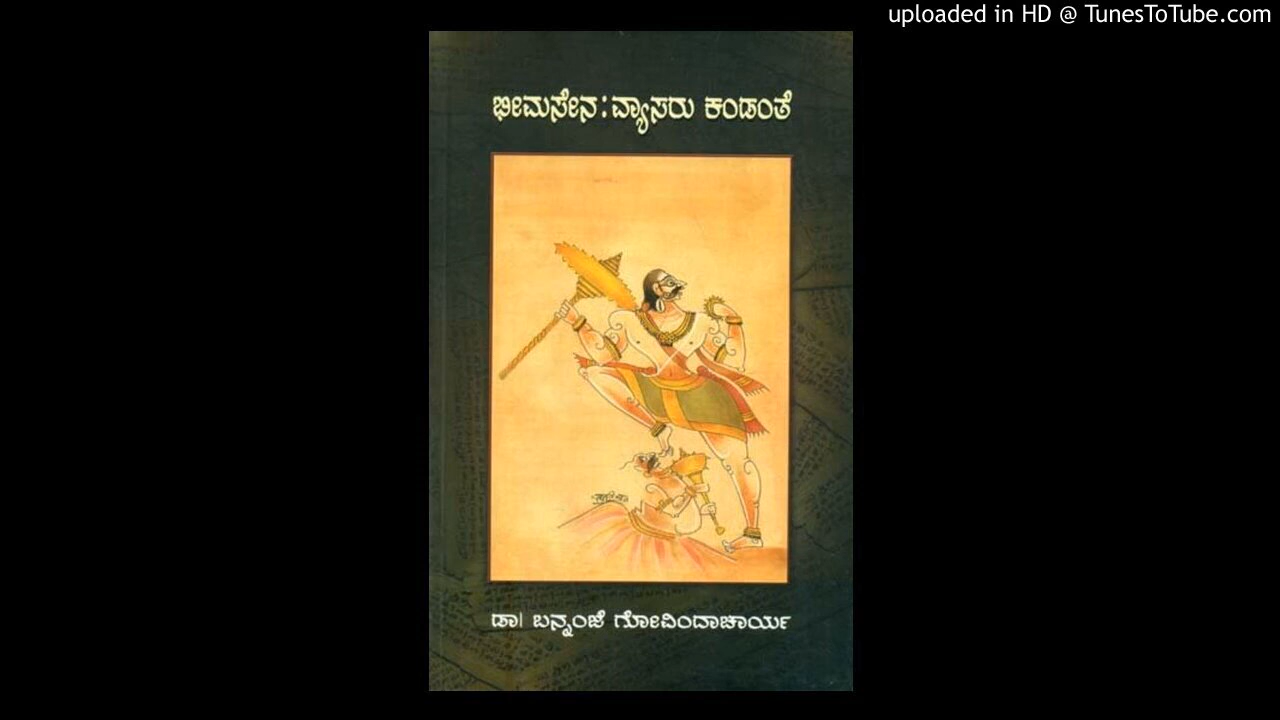 uploaded in HD @ TunesToTube.com
ಭೀಮಸೇನ:ವ್ಯಾಸರು ಕಂಡಂತೆ
ಡಾ| ಬನ್ನಂಜೆ ಗೋವಿಂದಾಚಾರ್ಯ